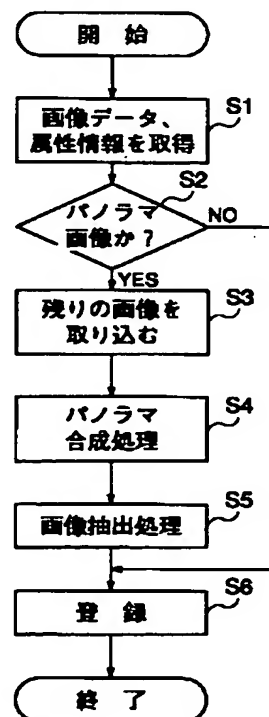 開始
S1
画像データ、
属性情報を取得
S2
パノラマ
画像か?
NO
YES
残りの画像を
取り込む
S3
パノラマ
合成処理
S4
画像抽出処理
S5
登録
S6
終了